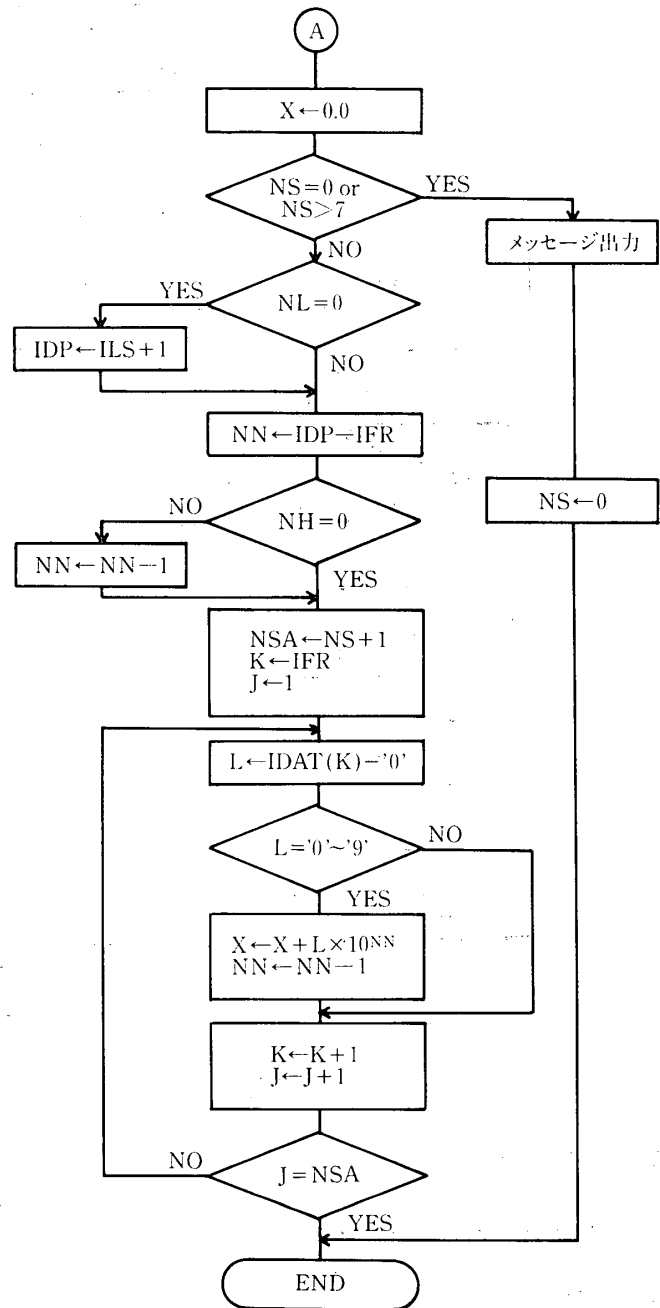 A
X←0.0
NS=0 or
NS>7
YES
メッセージ出力
NO
NL=0
YES
IDP←ILS+1
NO
NN←IDP−IFR
NS←0
NH=0
NO
NN←NN−1
YES
NSA←NS+1
K←IFR
J←1
L←IDAT(K)−'0'
L='0'~'9'
NO
YES
X←X+L×10^NN
NN←NN−1
K←K+1
J←J+1
J=NSA
NO
YES
END